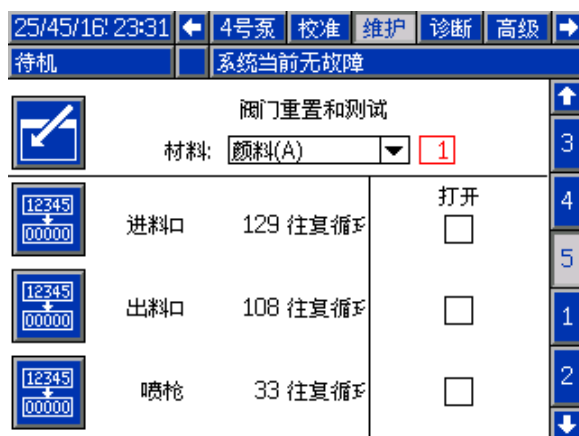 25/45/16! 23:31 4号泵 校准 维护 诊断 高级
待机 系统当前无故障
阀门重置和测试
材料: 颜料(A) 1
打开
12345 00000 进料口 129 往复循环
12345 00000 出料口 108 往复循环
12345 00000 喷枪 33 往复循环
3
4
5
1
2